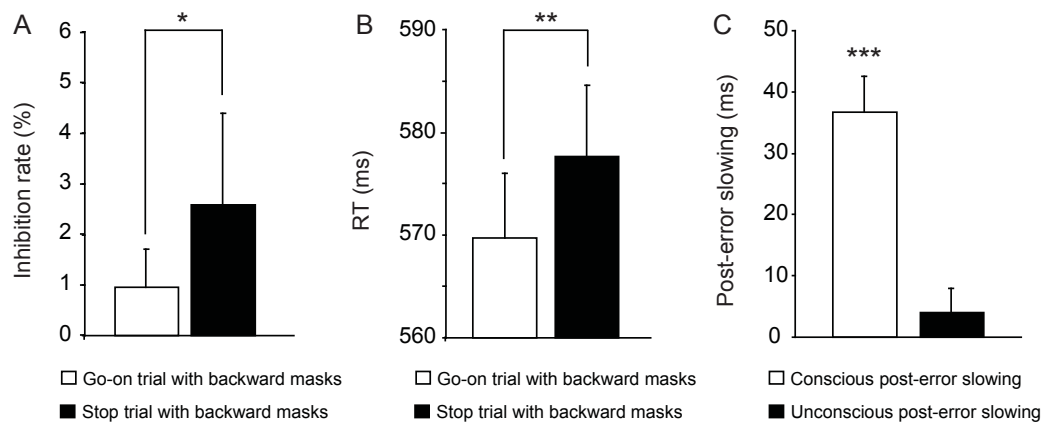 A
Inhibition rate (%)
6
5
4
3
2
1
0
*
Go-on trial with backward masks
Stop trial with backward masks
B
RT (ms)
590
580
570
560
**
Go-on trial with backward masks
Stop trial with backward masks
C
Post-error slowing (ms)
50
40
30
20
10
0
***
Conscious post-error slowing
Unconscious post-error slowing